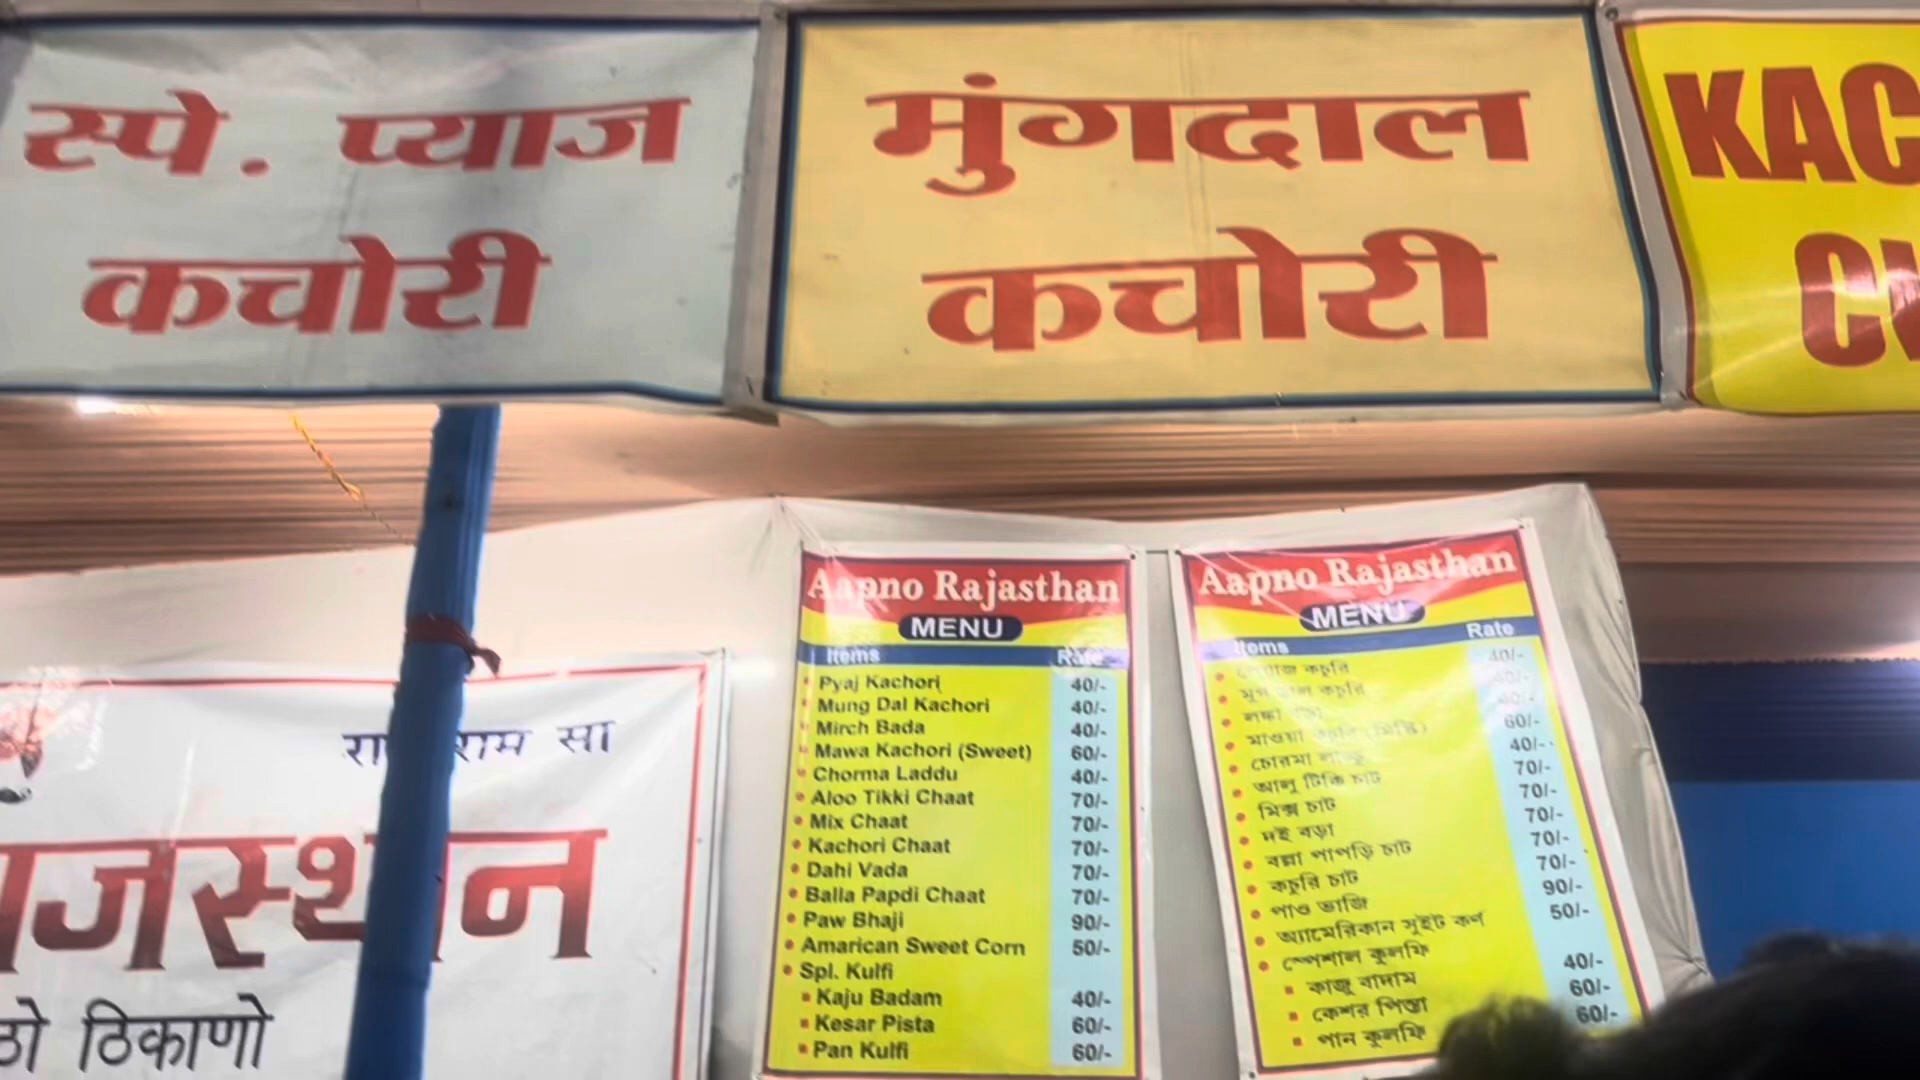 स्पे. प्याज
कचोरी
मुंगदाल
कचोरी
KAC
सा
ठिकाणो
Aapno Rajasthan
MENU
Items Rate
Pyaj Kachori 40/-
Mung Dal Kachori 40/-
Mirch Bada 40/-
Mawa Kachori (Sweet) 60/-
Chorma Laddu 40/-
Aloo Tikki Chaat 70/-
Mix Chaat 70/-
Kachori Chaat 70/-
Dahi Vada 70/-
Balla Papdi Chaat 70/-
Paw Bhaji 90/-
Amarican Sweet Corn 50/-
Spl. Kulfi
Kaju Badam 40/-
Kesar Pista 60/-
Pan Kulfi 60/-
Aapno Rajasthan
MENU
Items Rate
কচুরি 40/-
কচুরি 40/-
40/-
মাওয়া 60/-
চোরমা 40/-
আলু টিকি চাট 70/-
মিক্স চাট 70/-
দই বড়া 70/-
বল্লা পাপড়ি চাট 70/-
কচুরি চাট 70/-
পাও ভাজি 90/-
অ্যামেরিকান সুইট কর্ণ 50/-
স্পেশাল কুলফি
কাজু বাদাম 40/-
কেশর পিস্তা 60/-
পান কুলফি 60/-